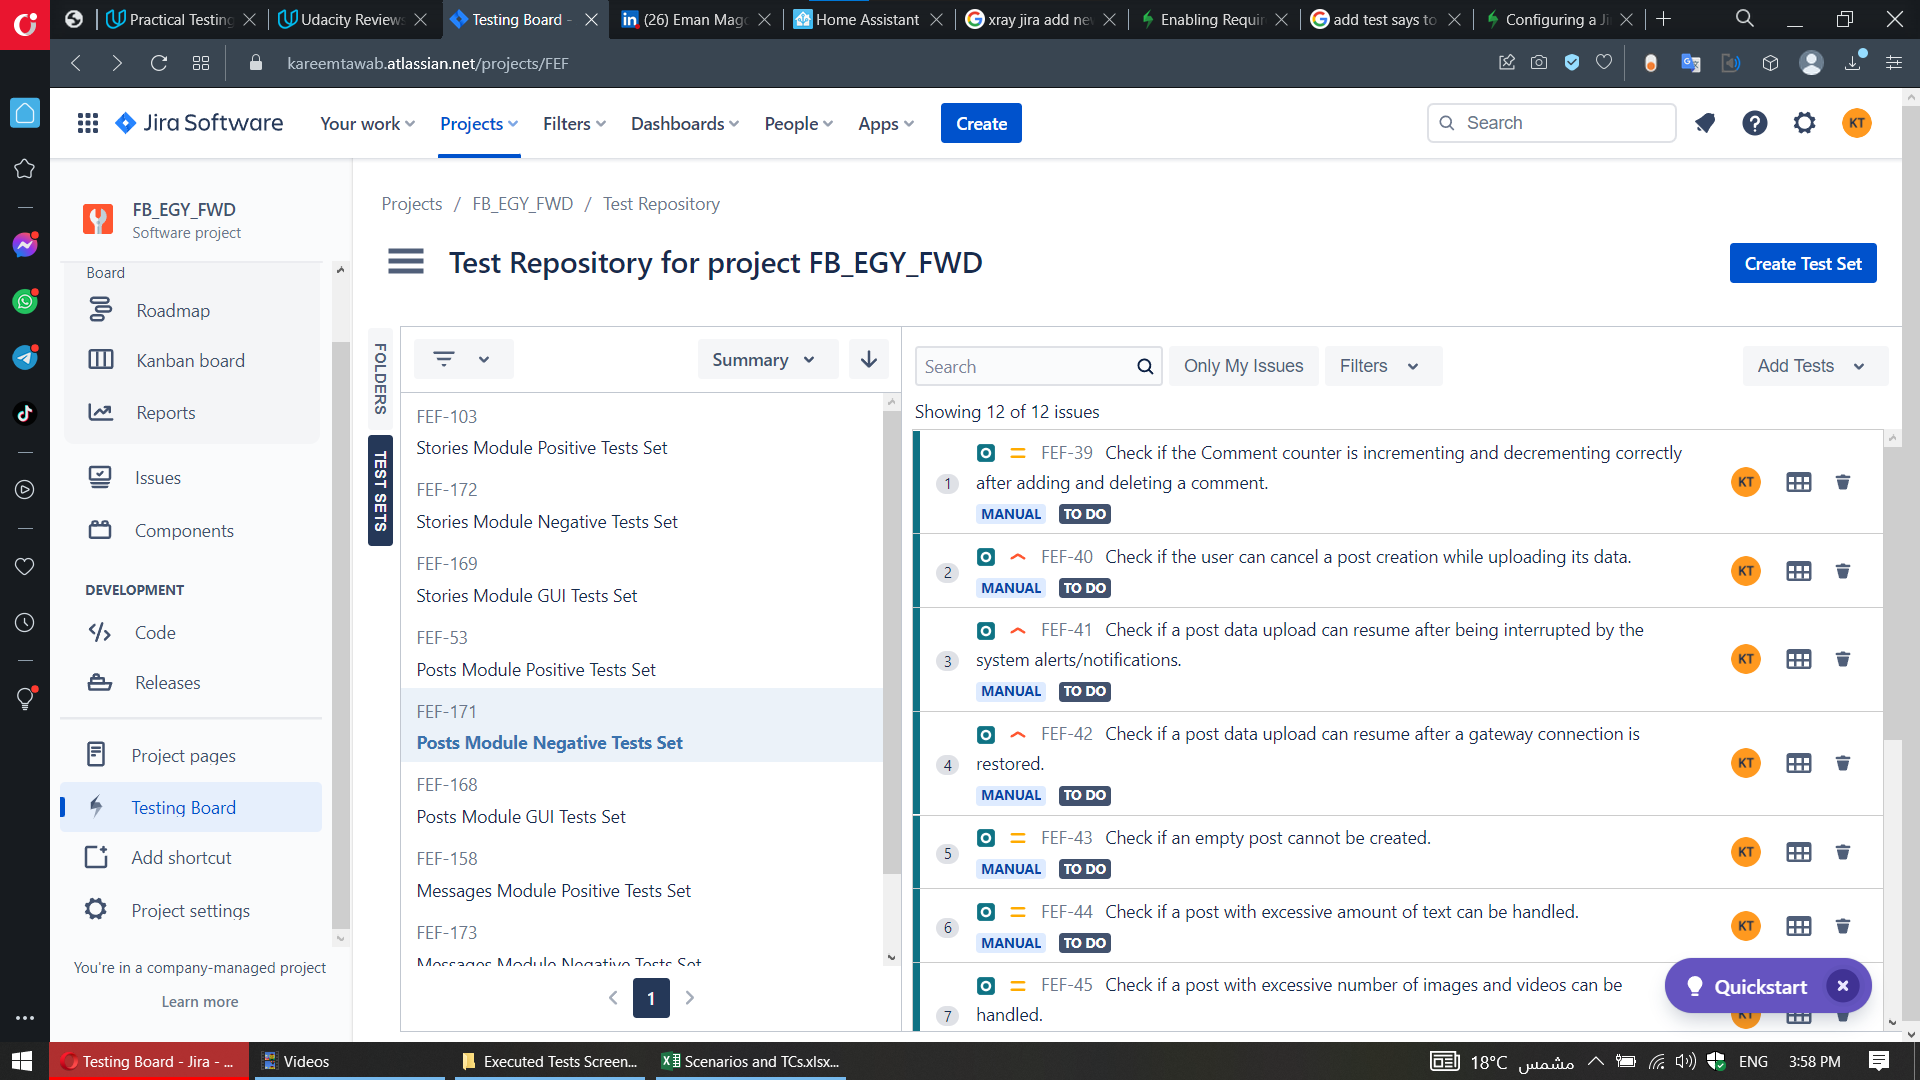 Practical Testing
Udacity Reviews
Testing Board -
(26) Eman Mag
Home Assistant
xray jira add ne
Enabling Requir
add test says to
Configuring a Ji
kareemtawab.atlassian.net/projects/FEF
Jira Software
Your work
Projects
Filters
Dashboards
People
Apps
Create
Search
KT
FB_EGY_FWD
Software project
Board
Roadmap
Kanban board
Reports
Issues
Components
DEVELOPMENT
Code
Releases
Project pages
Testing Board
Add shortcut
Project settings
You're in a company-managed project
Learn more
Projects / FB_EGY_FWD / Test Repository
Test Repository for project FB_EGY_FWD
Create Test Set
FOLDERS
TEST SETS
Summary
FEF-103
Stories Module Positive Tests Set
FEF-172
Stories Module Negative Tests Set
FEF-169
Stories Module GUI Tests Set
FEF-53
Posts Module Positive Tests Set
FEF-171
Posts Module Negative Tests Set
FEF-168
Posts Module GUI Tests Set
FEF-158
Messages Module Positive Tests Set
FEF-173
Messages Module Negative Tests Set
1
Search
Only My Issues
Filters
Add Tests
Showing 12 of 12 issues
1
FEF-39 Check if the Comment counter is incrementing and decrementing correctly
after adding and deleting a comment.
MANUAL TO DO
KT
2
FEF-40 Check if the user can cancel a post creation while uploading its data.
MANUAL TO DO
KT
3
FEF-41 Check if a post data upload can resume after being interrupted by the
system alerts/notifications.
MANUAL TO DO
KT
4
FEF-42 Check if a post data upload can resume after a gateway connection is
restored.
MANUAL TO DO
KT
5
FEF-43 Check if an empty post cannot be created.
MANUAL TO DO
KT
6
FEF-44 Check if a post with excessive amount of text can be handled.
MANUAL TO DO
KT
7
FEF-45 Check if a post with excessive number of images and videos can be
handled.
KT
Quickstart
Testing Board - Jira - ...
Videos
Executed Tests Screen...
Scenarios and TCs.xlsx...
18°C مشمس
ENG
3:58 PM